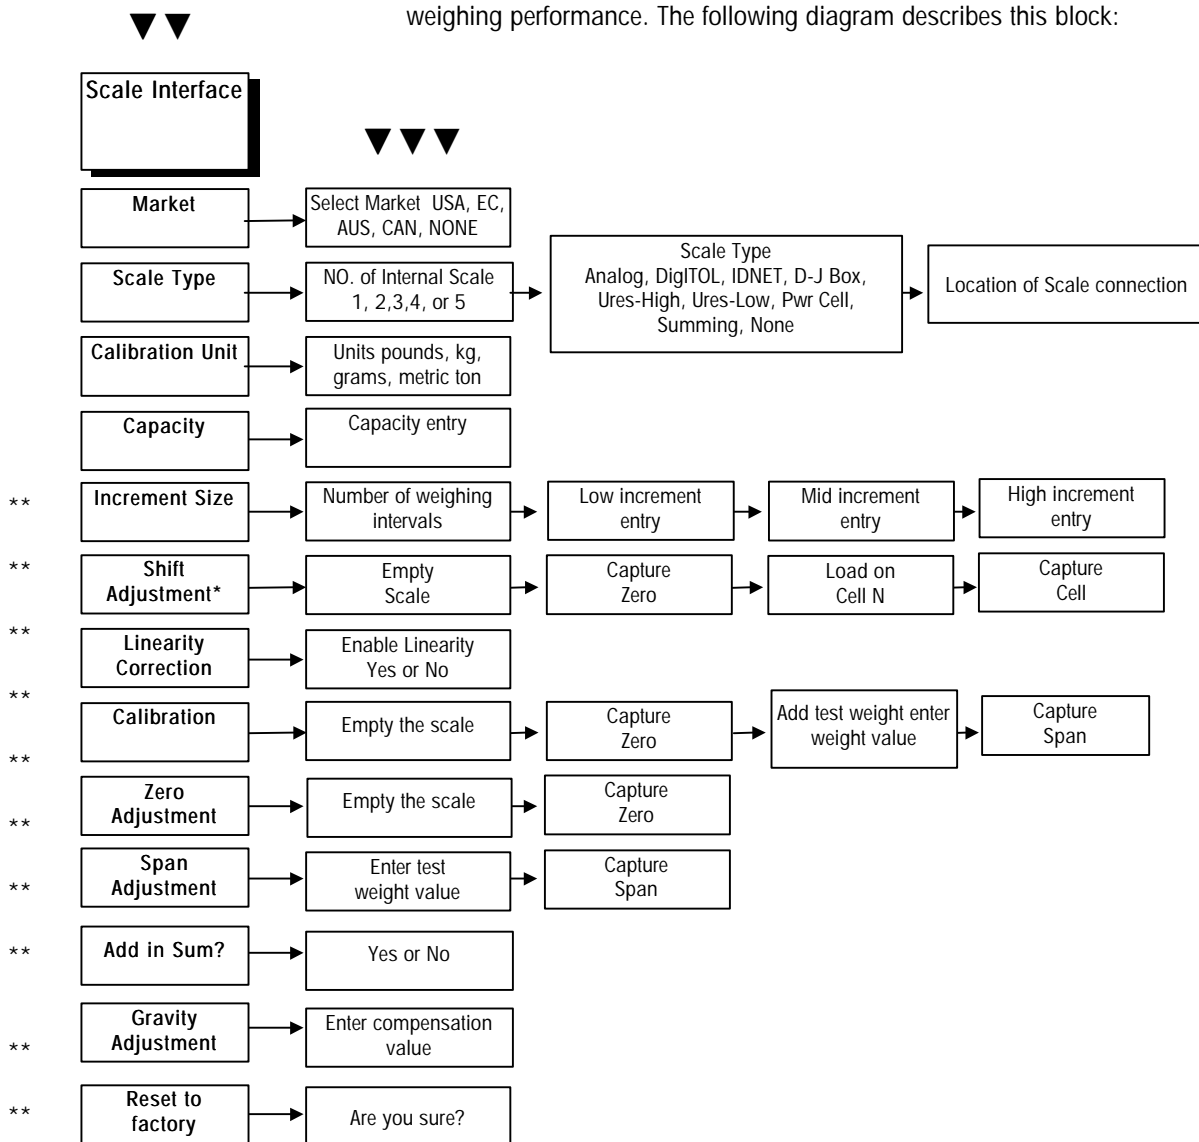 weighing performance. The following diagram describes this block:
Scale Interface
Market
Select Market USA, EC,
AUS, CAN, NONE
Scale Type
NO. of Internal Scale
1, 2,3,4, or 5
Scale Type
Analog, DigITOL, IDNET, D-J Box,
Ures-High, Ures-Low, Pwr Cell,
Summing, None
Location of Scale connection
Calibration Unit
Units pounds, kg,
grams, metric ton
Capacity
Capacity entry
**
Increment Size
Number of weighing
intervals
Low increment
entry
Mid increment
entry
High increment
entry
**
Shift
Adjustment*
Empty
Scale
Capture
Zero
Load on
Cell N
Capture
Cell
**
Linearity
Correction
Enable Linearity
Yes or No
**
Calibration
Empty the scale
Capture
Zero
Add test weight enter
weight value
Capture
Span
**
Zero
Adjustment
Empty the scale
Capture
Zero
**
Span
Adjustment
Enter test
weight value
Capture
Span
**
**
Add in Sum?
Yes or No
Gravity
Adjustment
Enter compensation
value
**
Reset to
factory
Are you sure?
**